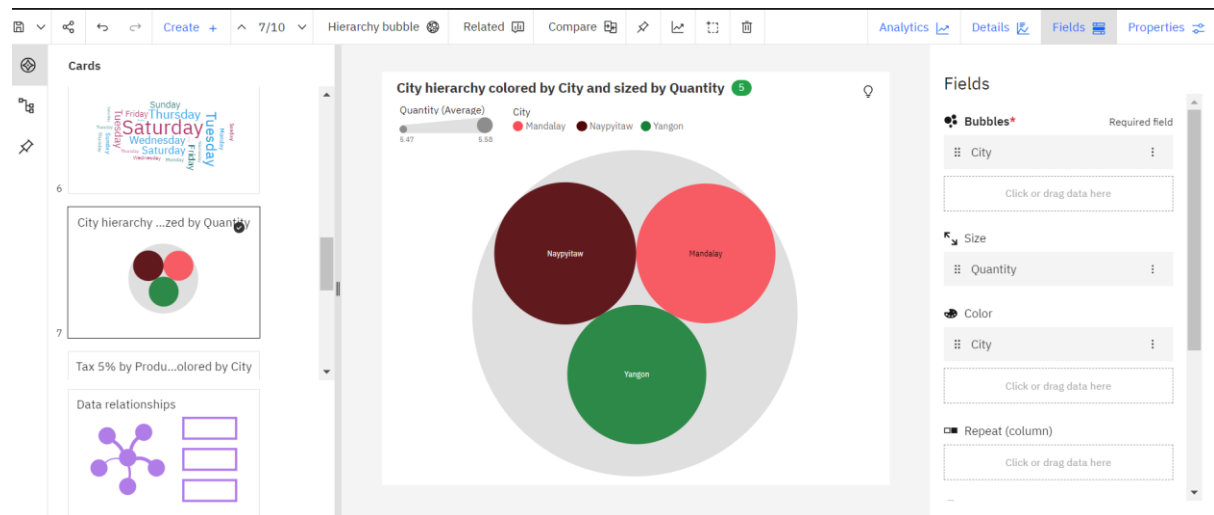 Create +
7/10
Hierarchy bubble
Related
Compare
Analytics
Details
Fields
Properties
Cards
Sunday
Friday Thursday
Tuesday
Saturday
Tuesday
Wednesday
Saturday
Friday
Sunday
Monday
6
City hierarchy ...zed by Quantity
7
Tax 5% by Produ...olored by City
Data relationships
City hierarchy colored by City and sized by Quantity 5
Quantity (Average)
5.47 5.68
City
Mandalay Naypyitaw Yangon
Naypyitaw
Mandalay
Yangon
Fields
Bubbles* Required field
City
Click or drag data here
Size
Quantity
Color
City
Click or drag data here
Repeat (column)
Click or drag data here